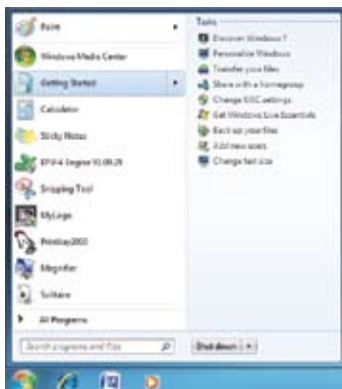 Paint
Windows Media Center
Getting Started
Calculator
Sticky Notes
Snipping Tool
MyLogo
Printkey2000
Magnifier
Solitaire
All Programs
Search programs and files
Tasks
Discover Windows 7
Personalize Windows
Transfer your files
Share with a homegroup
Change UAC settings
Get Windows Live Essentials
Back up your files
Add new users
Change text size
Shut down